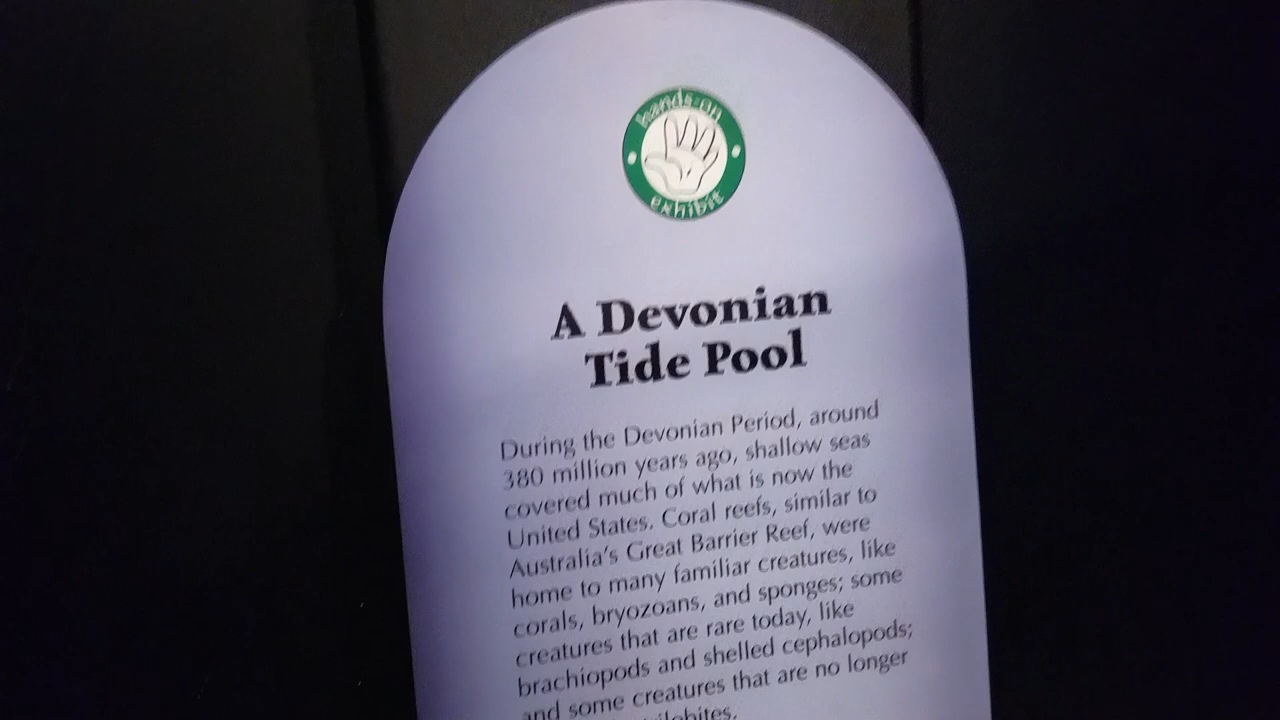 hands-on
exhibit
A Devonian
Tide Pool
During the Devonian Period, around
380 million years ago, shallow seas
covered much of what is now the
United States. Coral reefs, similar to
Australia's Great Barrier Reef, were
home to many familiar creatures, like
corals, bryozoans, and sponges; some
creatures that are rare today, like
brachiopods and shelled cephalopods;
and some creatures that are no longer